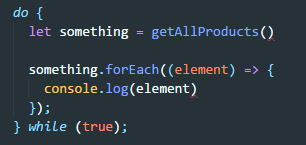 do {
  let something = getAllProducts()

  something.forEach((element) => {
    console.log(element)
  });
} while (true);